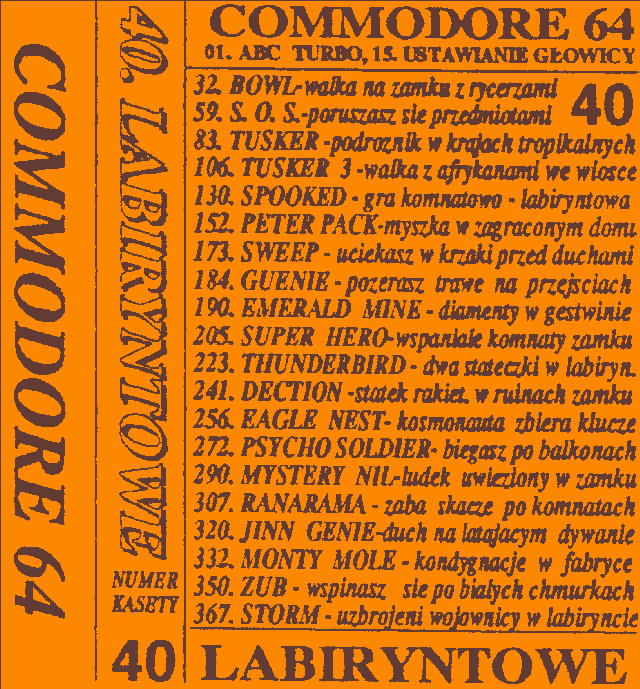 COMMODORE 64
40. LABIRYNTOWE
NUMER
KASETY
40
COMMODORE 64
01. ABC TURBO, 15. USTAWIANIE GŁOWICY
40
32. BOWL-walka na zamku z rycerzami
59. S. O. S.-poruszasz sie przedmiotami
83. TUSKER -podroznik w krajach tropikalnych
106. TUSKER 3 -walka z afrykanami we wiosce
130. SPOOKED - gra komnatowo - labiryntowa
152. PETER PACK-myszka w zagraconym domu
173. SWEEP - uciekasz w krzaki przed duchami
184. GUENIE - pozerasz trawe na przejsciach
190. EMERALD MINE - diamenty w gestwinie
205. SUPER HERO-wspaniale komnaty zamku
223. THUNDERBIRD - dwa stateczki w labiryn.
241. DECTION -statek rakiet. w ruinach zamku
256. EAGLE NEST- kosmonauta zbiera klucze
272. PSYCHO SOLDIER- biegasz po balkonach
290. MYSTERY NIL-ludek uwieziony w zamku
307. RANARAMA - zaba skacze po komnatach
320. JINN GENIE-duch na latajacym dywanie
332. MONTY MOLE - kondygnacje w fabryce
350. ZUB - wspinasz sie po bialych chmurkach
367. STORM - uzbrojeni wojownicy w labiryncie
LABIRYNTOWE